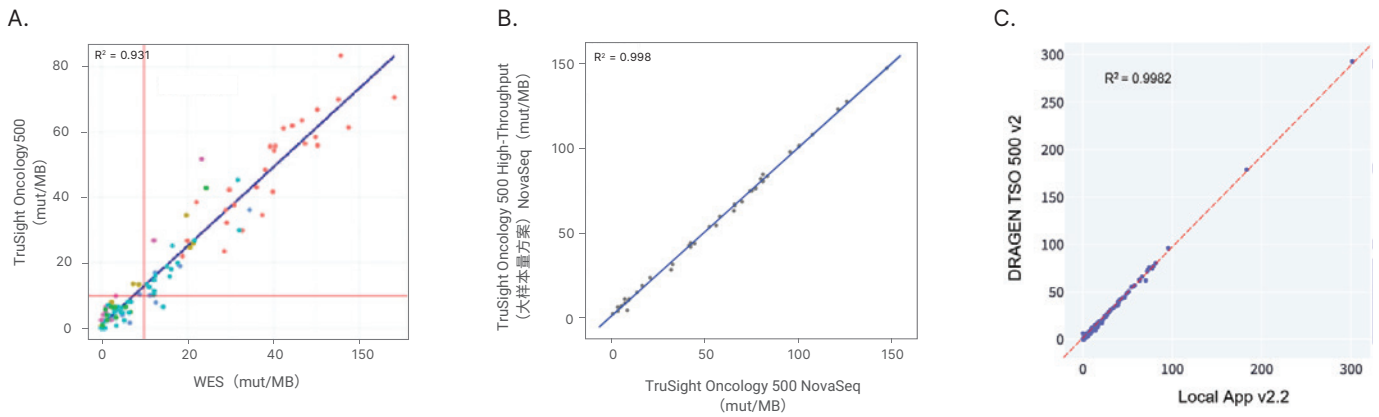 A.
R² = 0.931
80
60
40
20
0
0
20
40
150
TruSight Oncology500
（mut/MB）
WES（mut/MB）
B.
R² = 0.998
150
100
50
0
0
50
100
150
TruSight Oncology 500 High-Throughput
（大样本量方案）NovaSeq（mut/MB）
TruSight Oncology 500 NovaSeq
（mut/MB）
C.
R² = 0.9982
300
250
200
150
100
50
0
0
100
200
300
DRAGEN TSO 500 v2
Local App v2.2